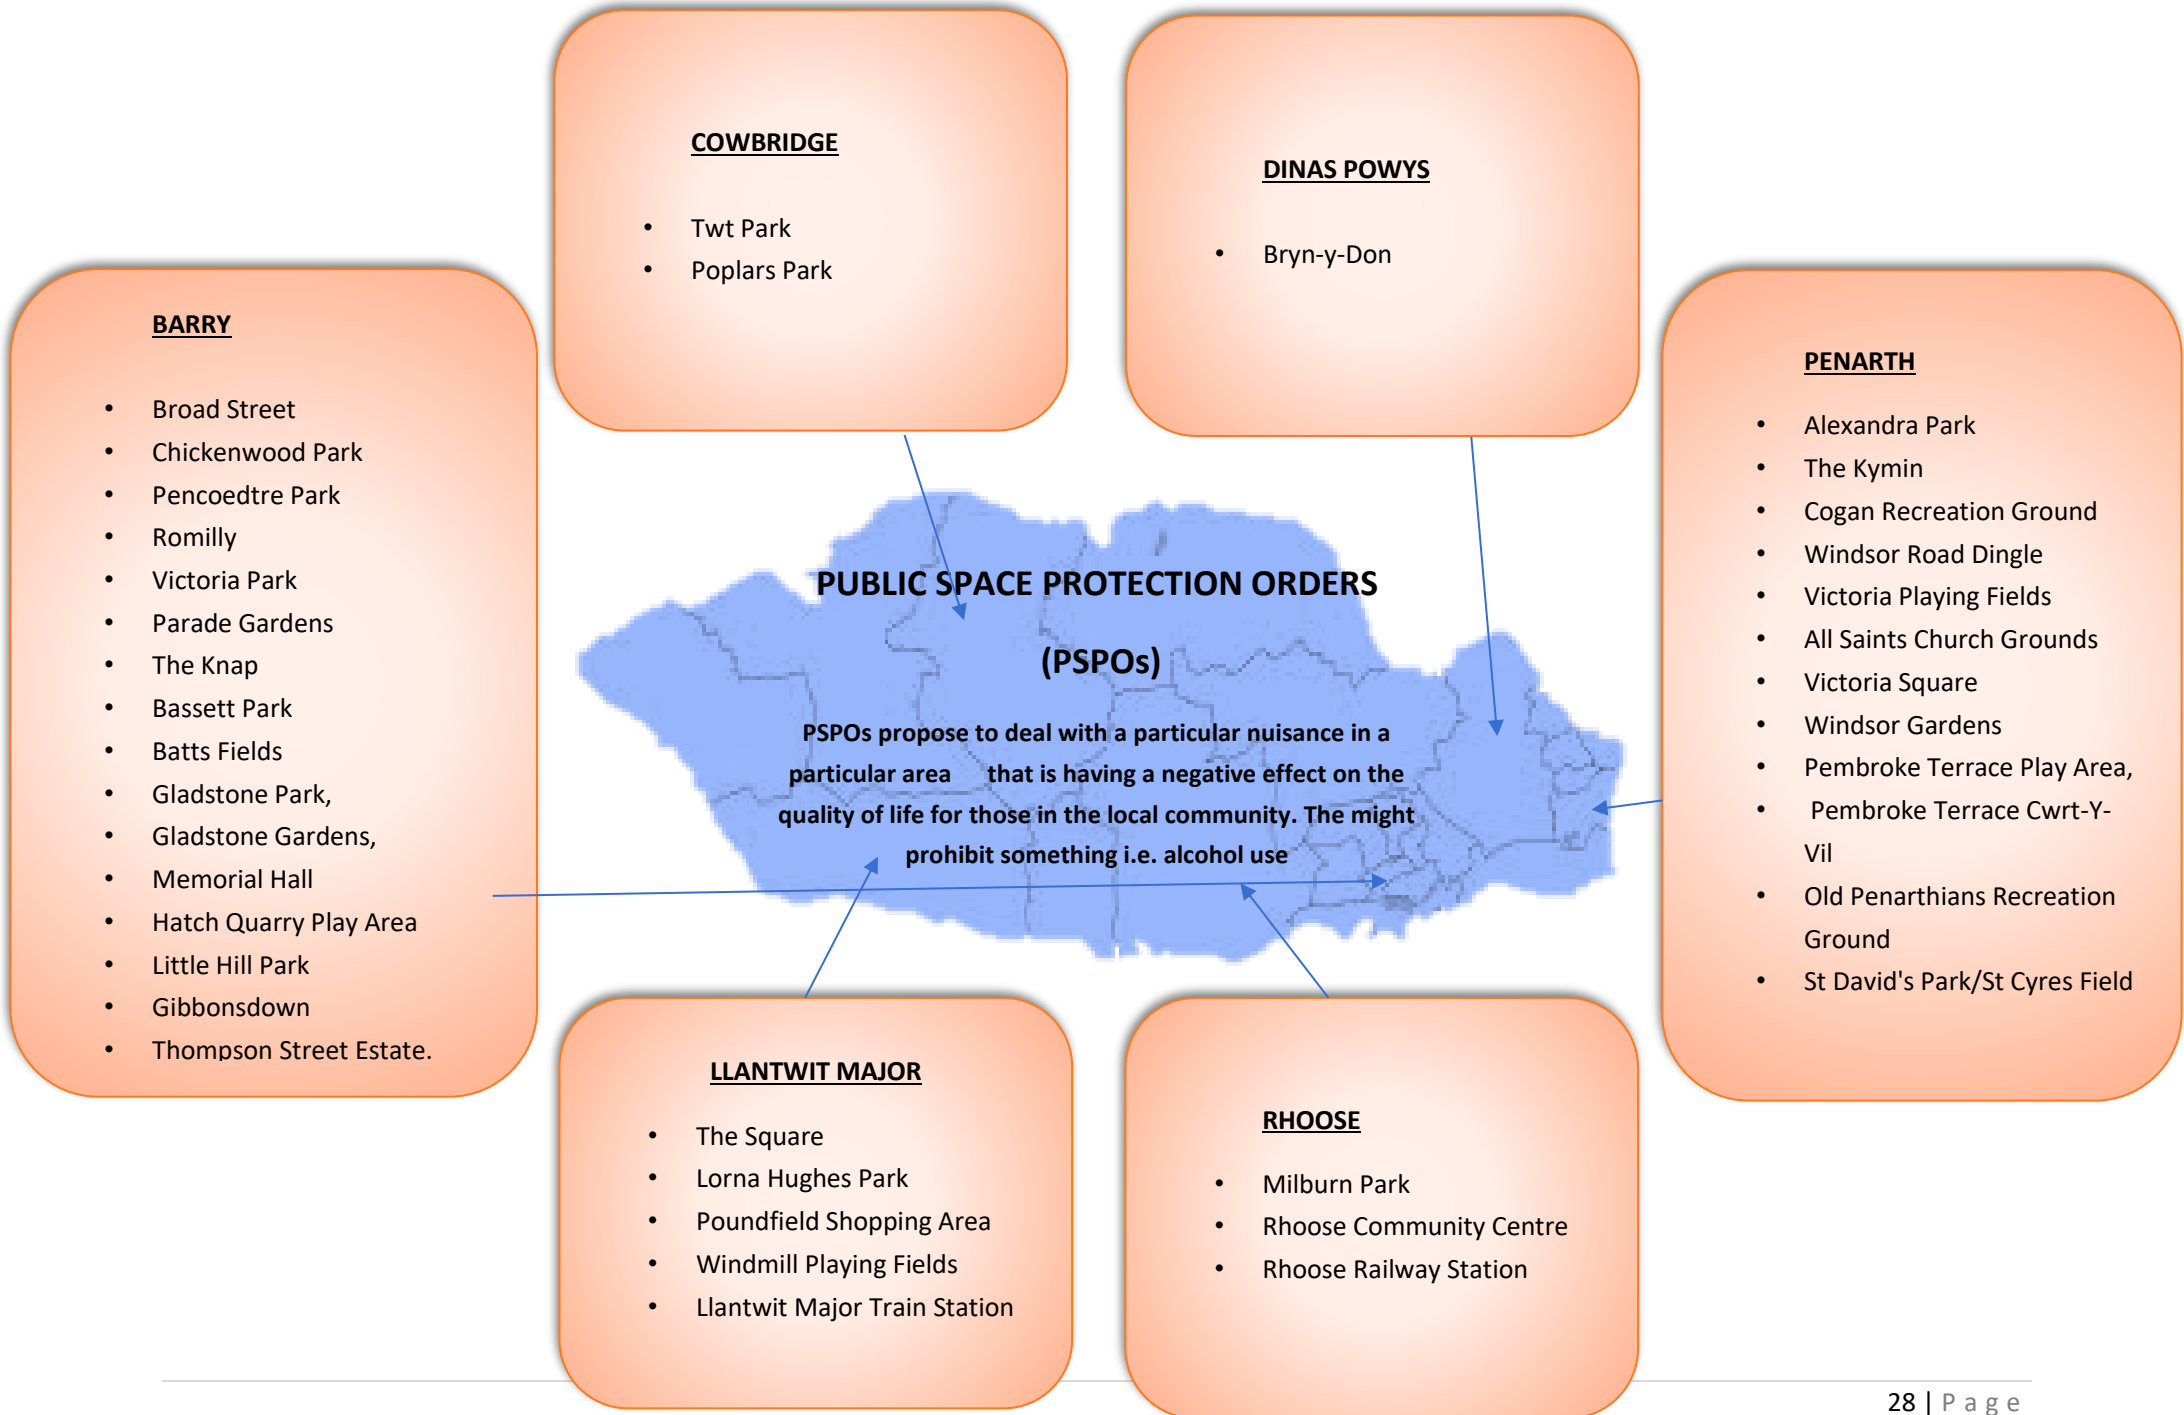 COWBRIDGE
• Twt Park
• Poplars Park
DINAS POWYS
• Bryn-y-Don
BARRY
• Broad Street
• Chickenwood Park
• Pencoedtre Park
• Romilly
• Victoria Park
• Parade Gardens
• The Knap
• Bassett Park
• Batts Fields
• Gladstone Park,
• Gladstone Gardens,
• Memorial Hall
• Hatch Quarry Play Area
• Little Hill Park
• Gibbonsdown
• Thompson Street Estate.
PENARTH
• Alexandra Park
• The Kymin
• Cogan Recreation Ground
• Windsor Road Dingle
• Victoria Playing Fields
• All Saints Church Grounds
• Victoria Square
• Windsor Gardens
• Pembroke Terrace Play Area,
• Pembroke Terrace Cwrt-Y-
Vil
• Old Penarthians Recreation
Ground
• St David's Park/St Cyres Field
PUBLIC SPACE PROTECTION ORDERS
(PSPOs)
PSPOs propose to deal with a particular nuisance in a
particular area that is having a negative effect on the
quality of life for those in the local community. The might
prohibit something i.e. alcohol use
LLANTWIT MAJOR
• The Square
• Lorna Hughes Park
• Poundfield Shopping Area
• Windmill Playing Fields
• Llantwit Major Train Station
RHOOSE
• Milburn Park
• Rhoose Community Centre
• Rhoose Railway Station
28 | Page